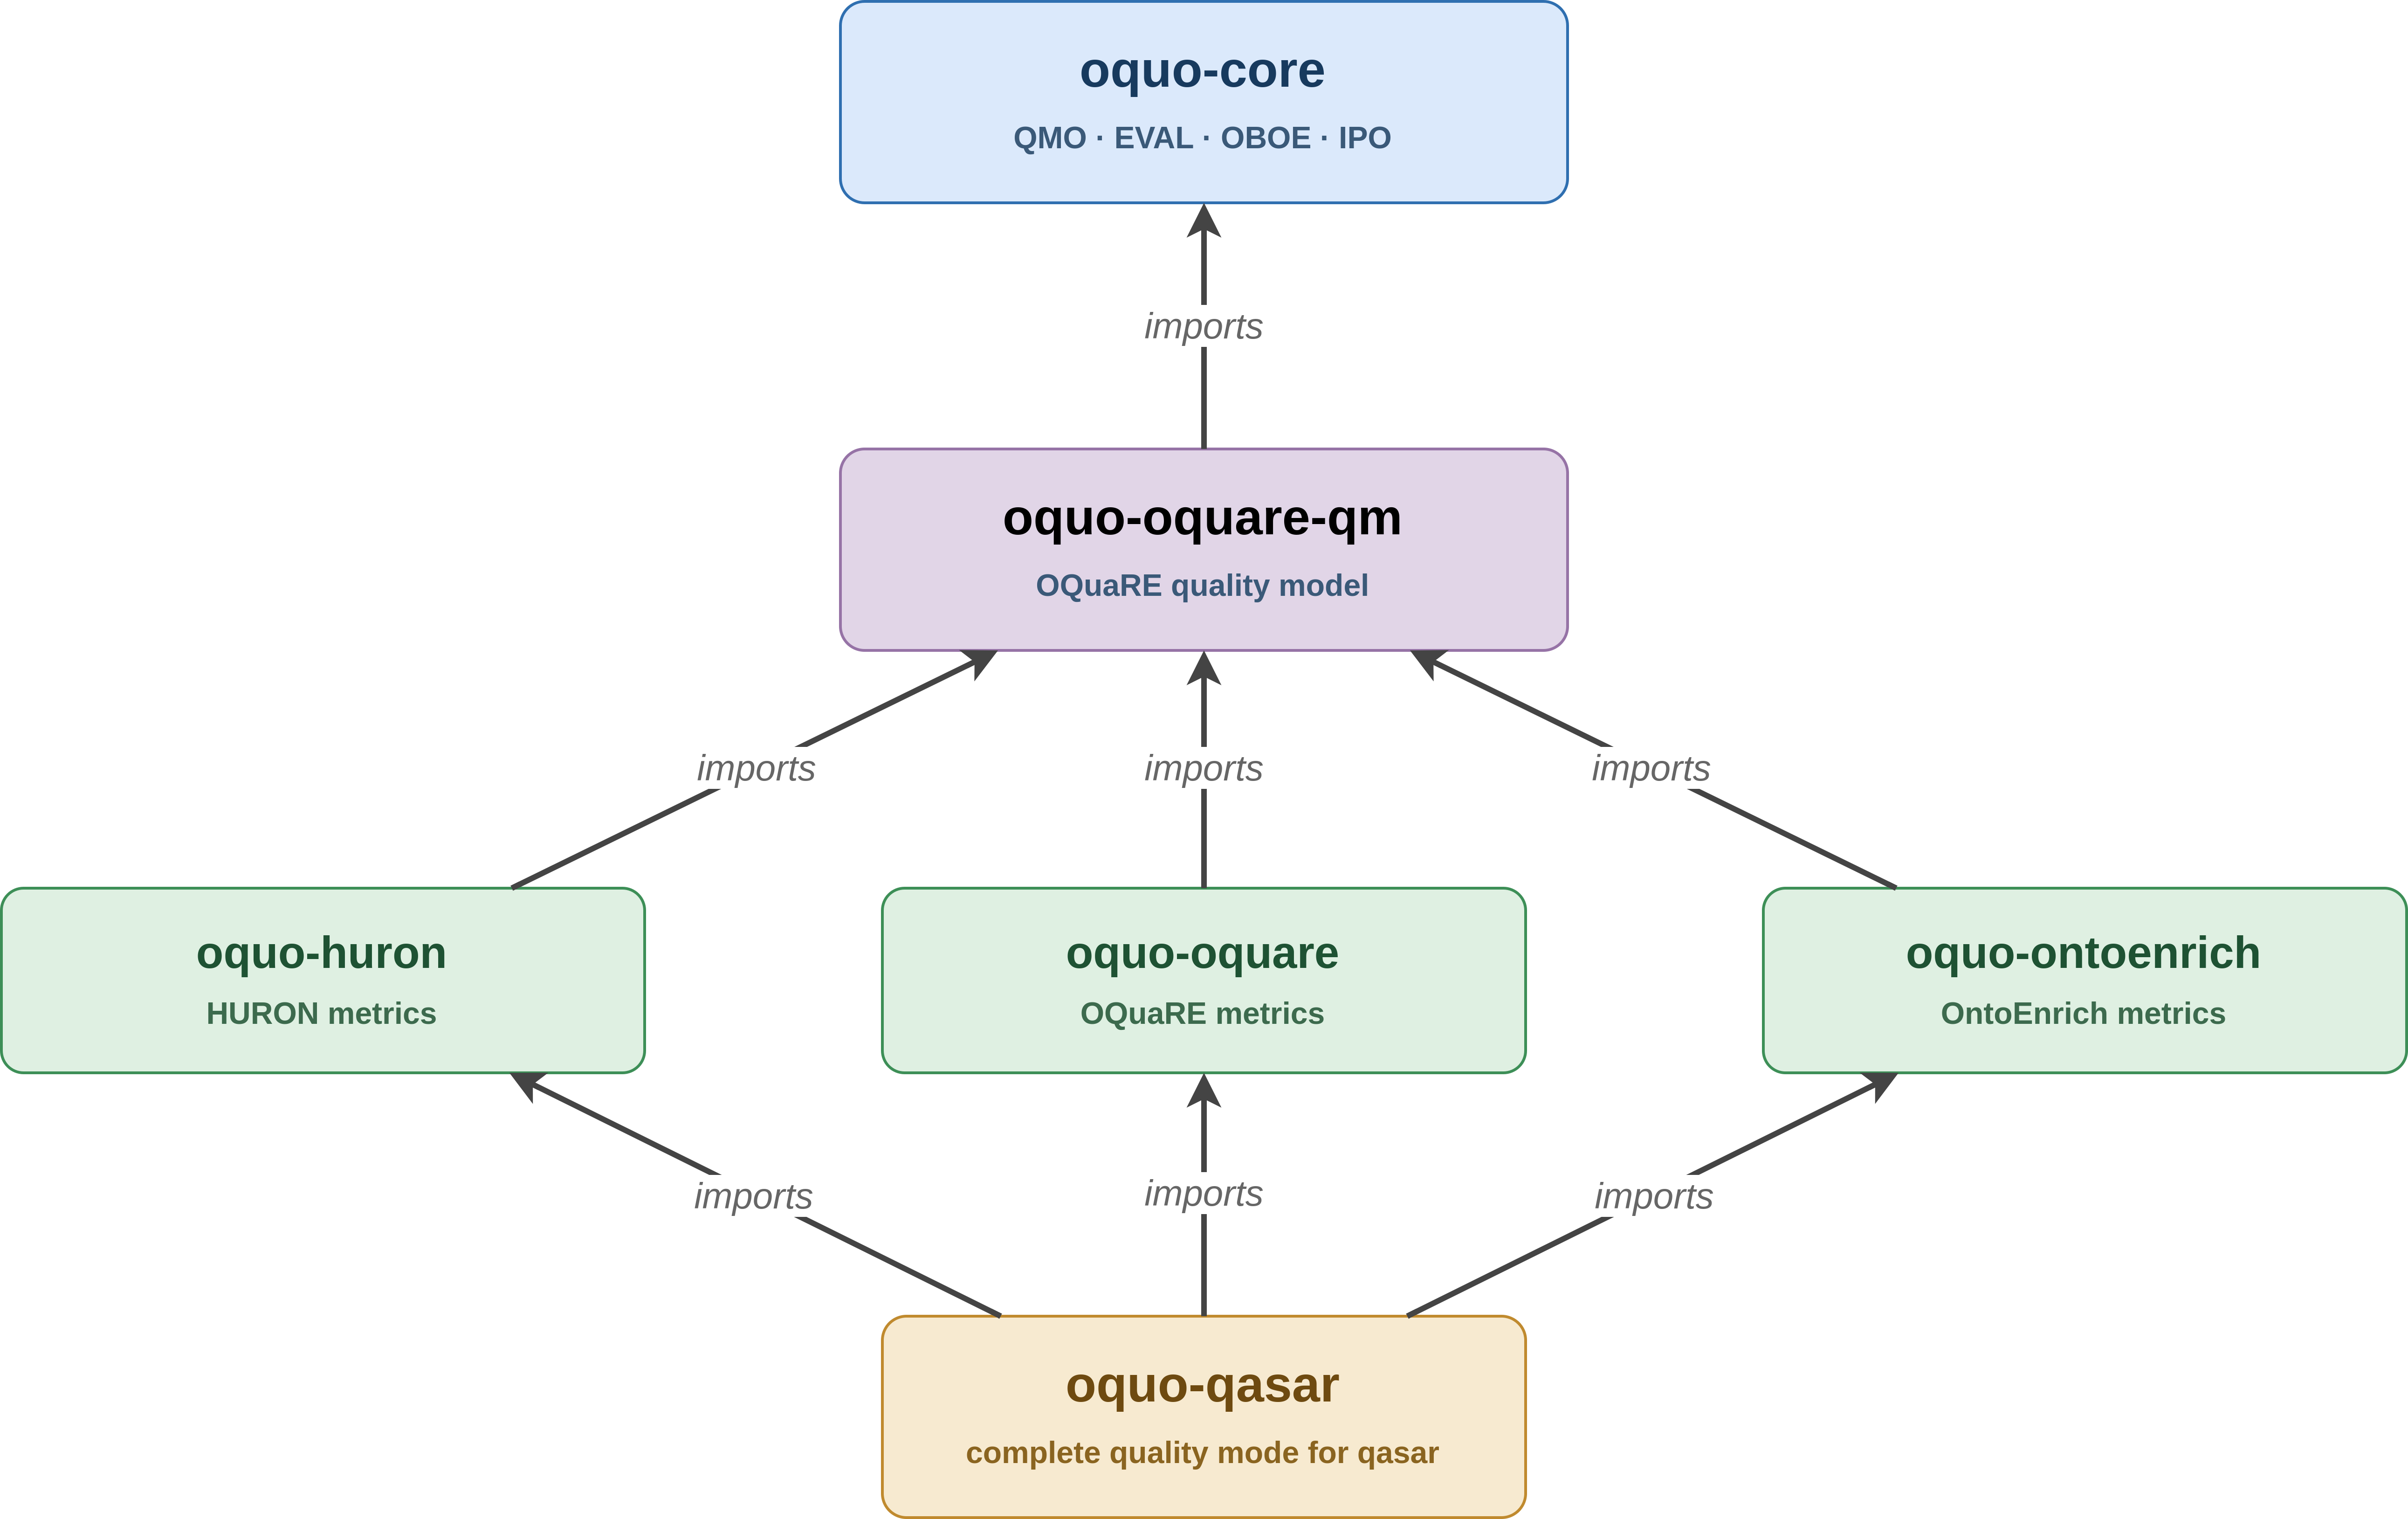 oquo-core
QMO · EVAL · OBOE · IPO
imports
oquo-oquare-qm
OQuaRE quality model
imports
imports
imports
oquo-huron
HURON metrics
oquo-oquare
OQuaRE metrics
oquo-ontoenrich
OntoEnrich metrics
imports
imports
imports
oquo-qasar
complete quality mode for qasar